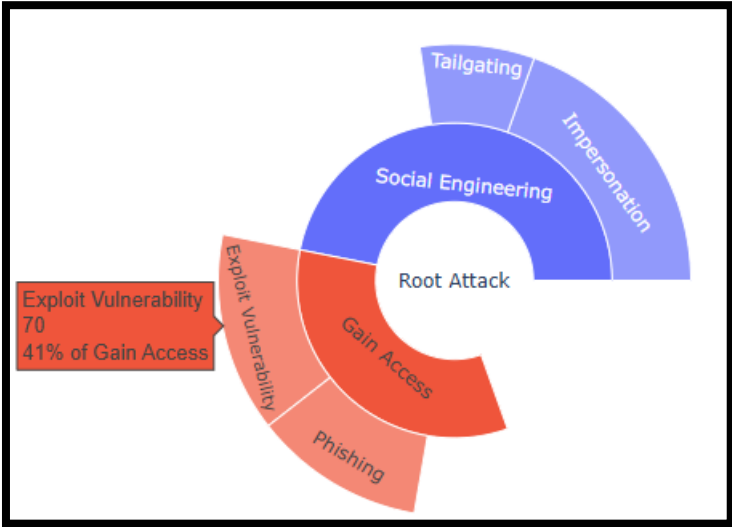 Tailgating
Impersonation
Social Engineering
Root Attack
Exploit Vulnerability
Exploit Vulnerability
70
41% of Gain Access
Gain Access
Phishing